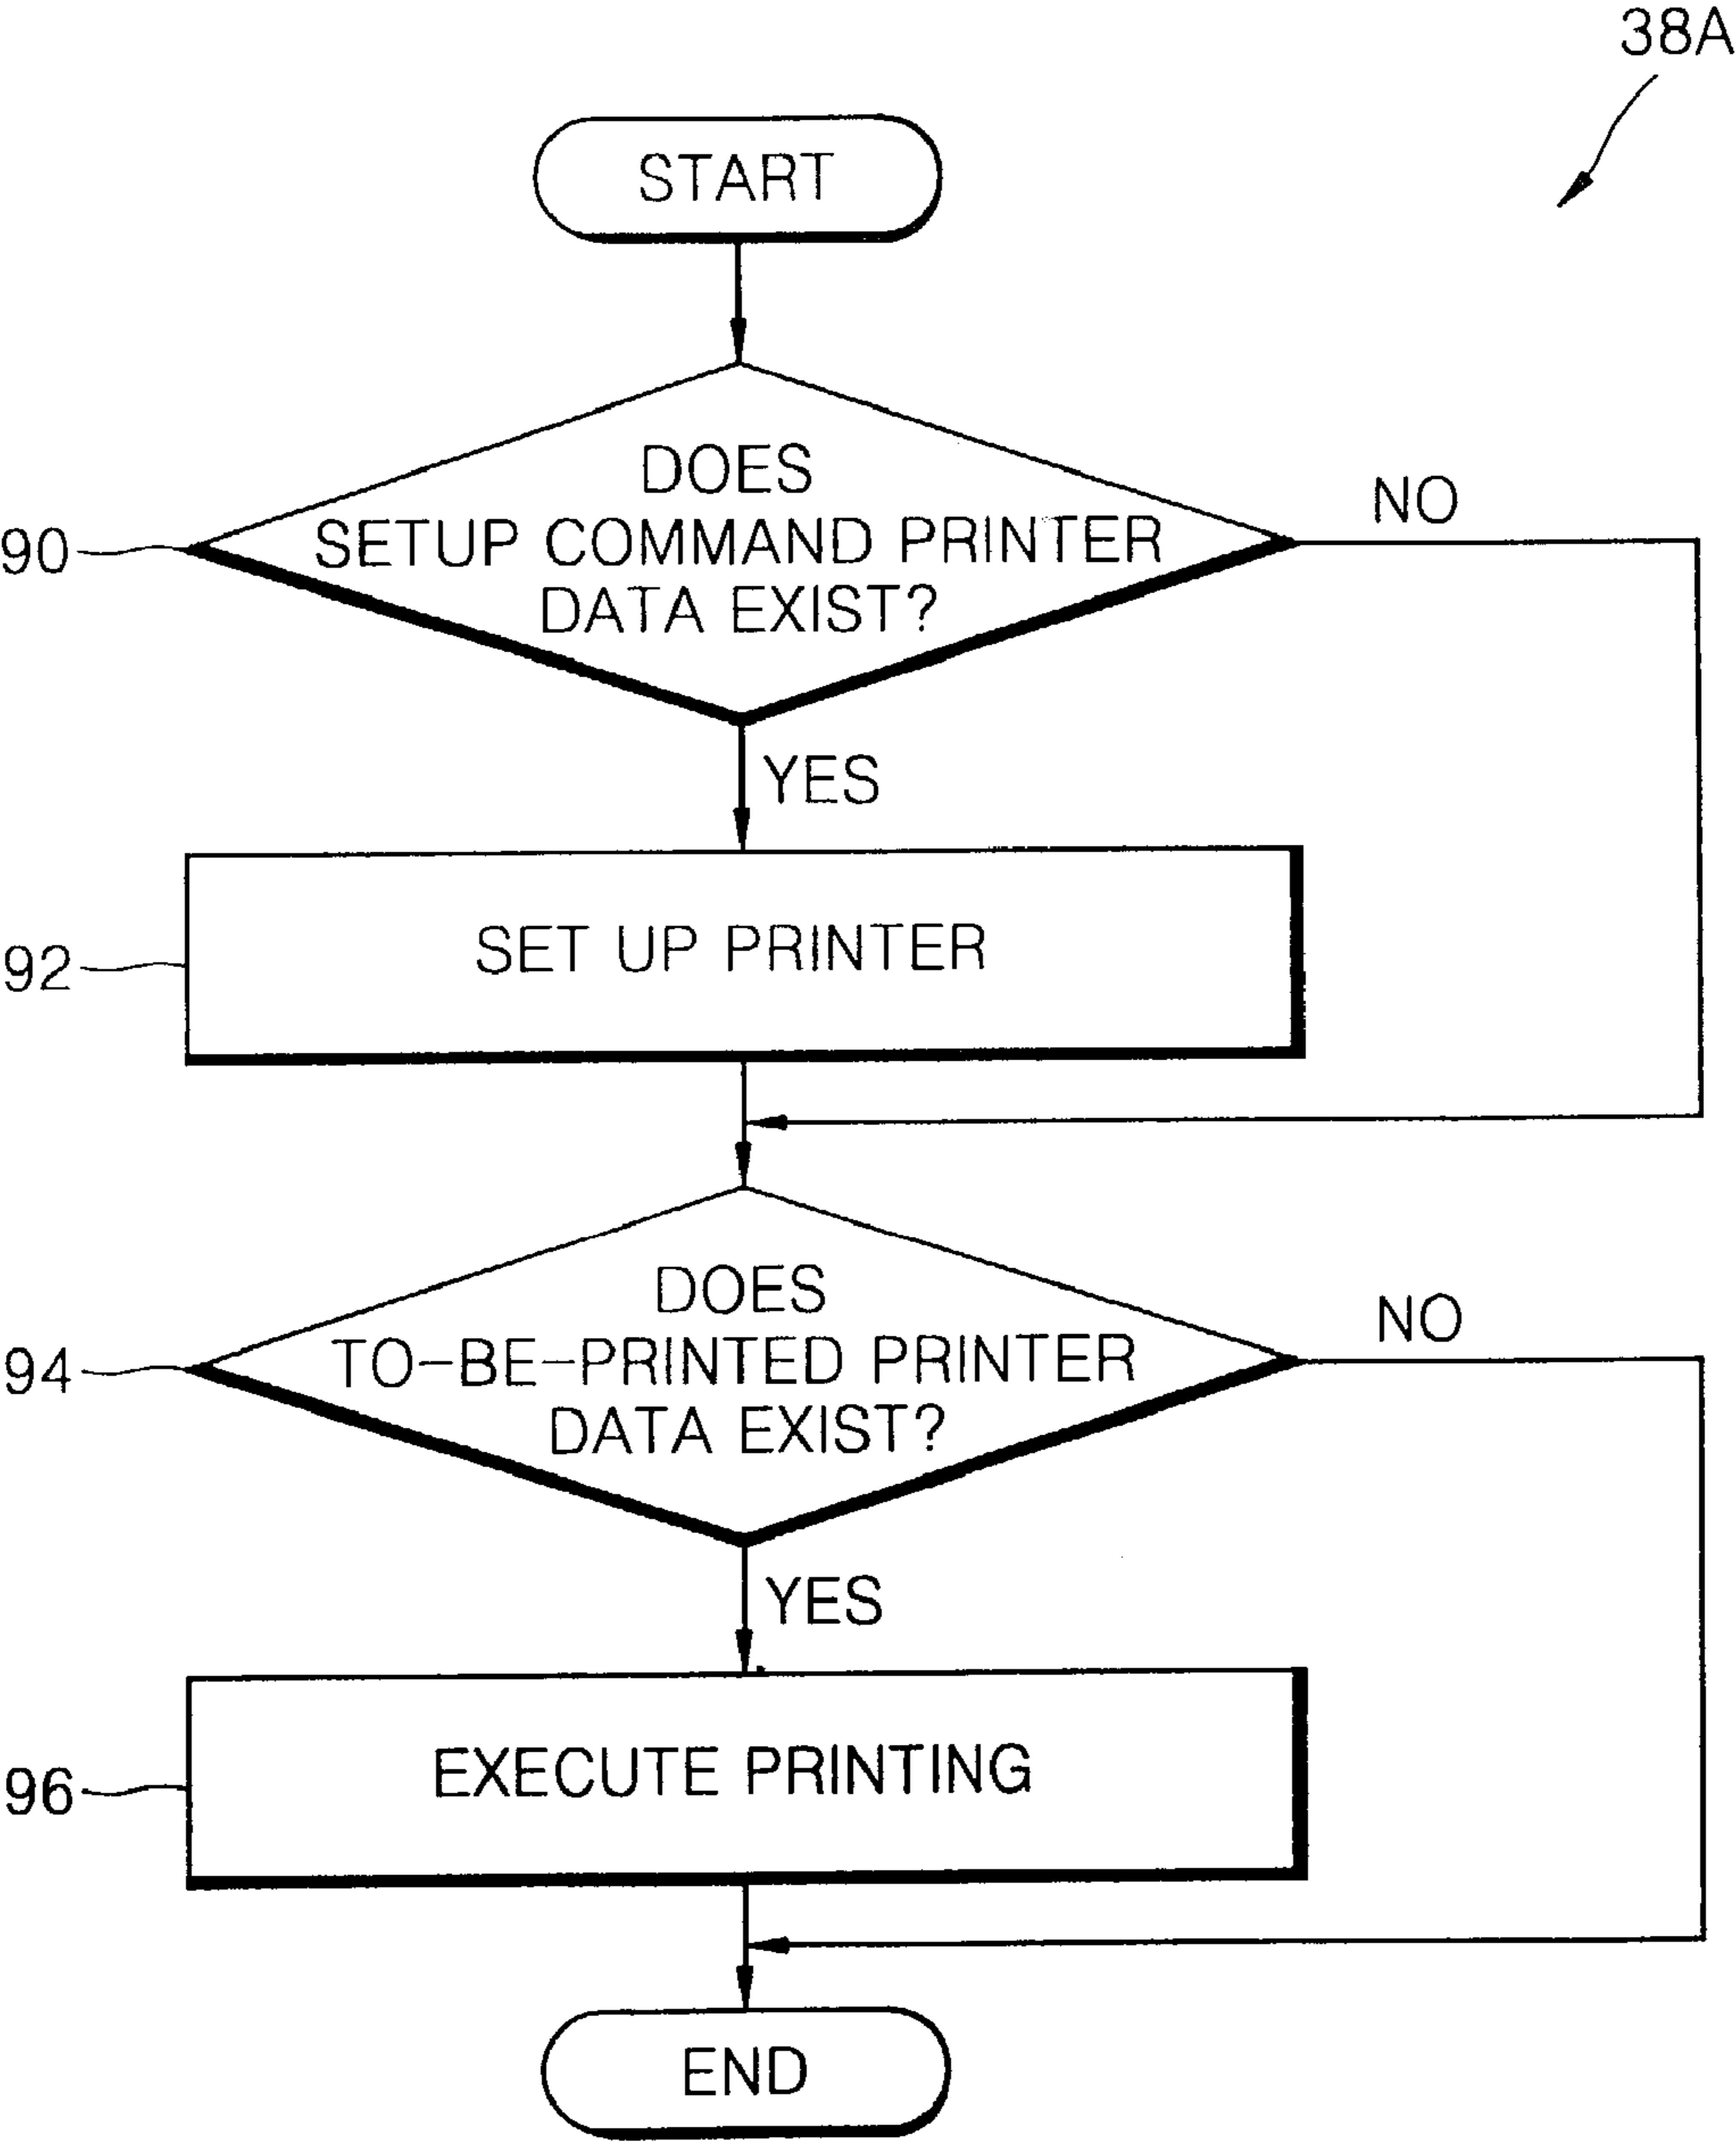 38A
START
DOES
SETUP COMMAND PRINTER
DATA EXIST?
NO
90
YES
SET UP PRINTER
92
DOES
TO-BE-PRINTED PRINTER
DATA EXIST?
NO
94
YES
EXECUTE PRINTING
96
END